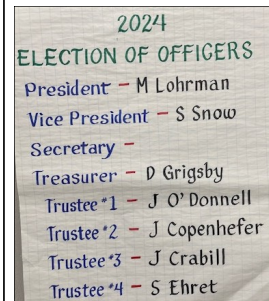 2024
ELECTION OF OFFICERS
President - M Lohrman
Vice President - S Snow
Secretary -
Treasurer - D Grigsby
Trustee #1 - J O'Donnell
Trustee #2 - J Copenhefer
Trustee #3 - J Crabill
Trustee #4 - S Ehret